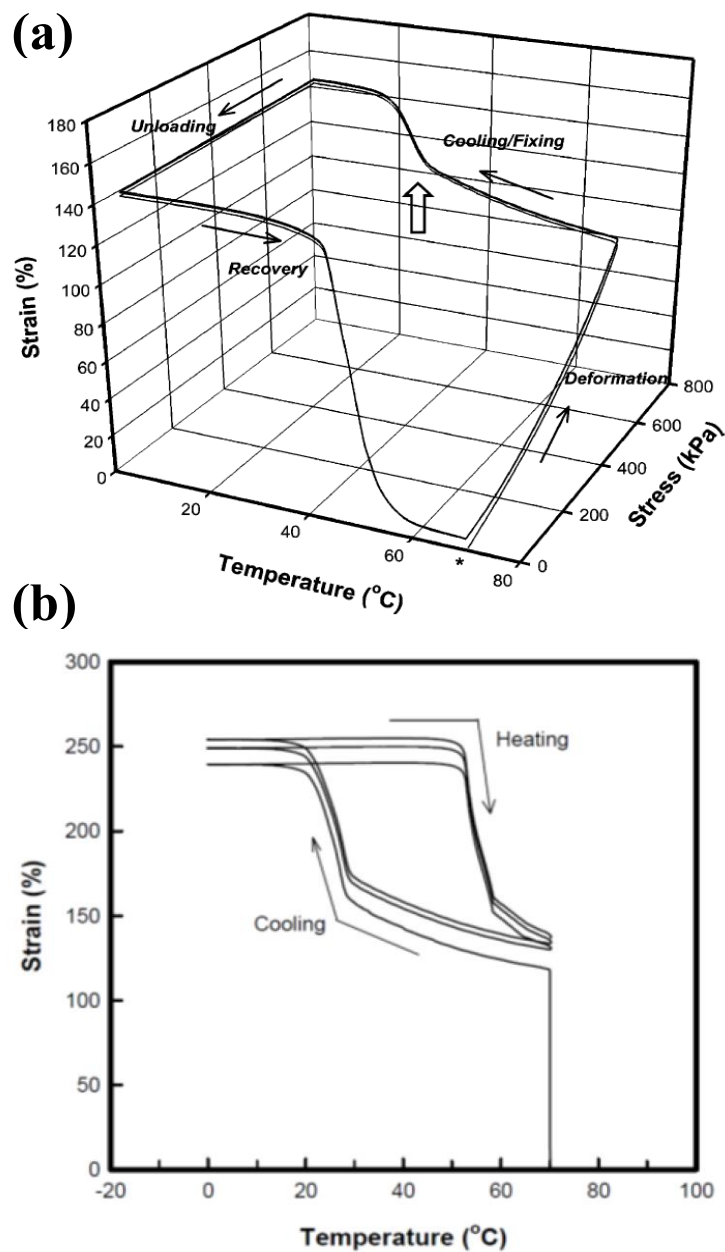 (a)
180
160
140
120
100
80
60
40
20
0
Strain (%)
Unloading
Cooling/Fixing
Recovery
Deformation
20
40
60
*
80
Temperature (°C)
0
200
400
600
800
Stress (kPa)
(b)
300
250
200
150
100
50
0
Strain (%)
Heating
Cooling
-20
0
20
40
60
80
100
Temperature (°C)